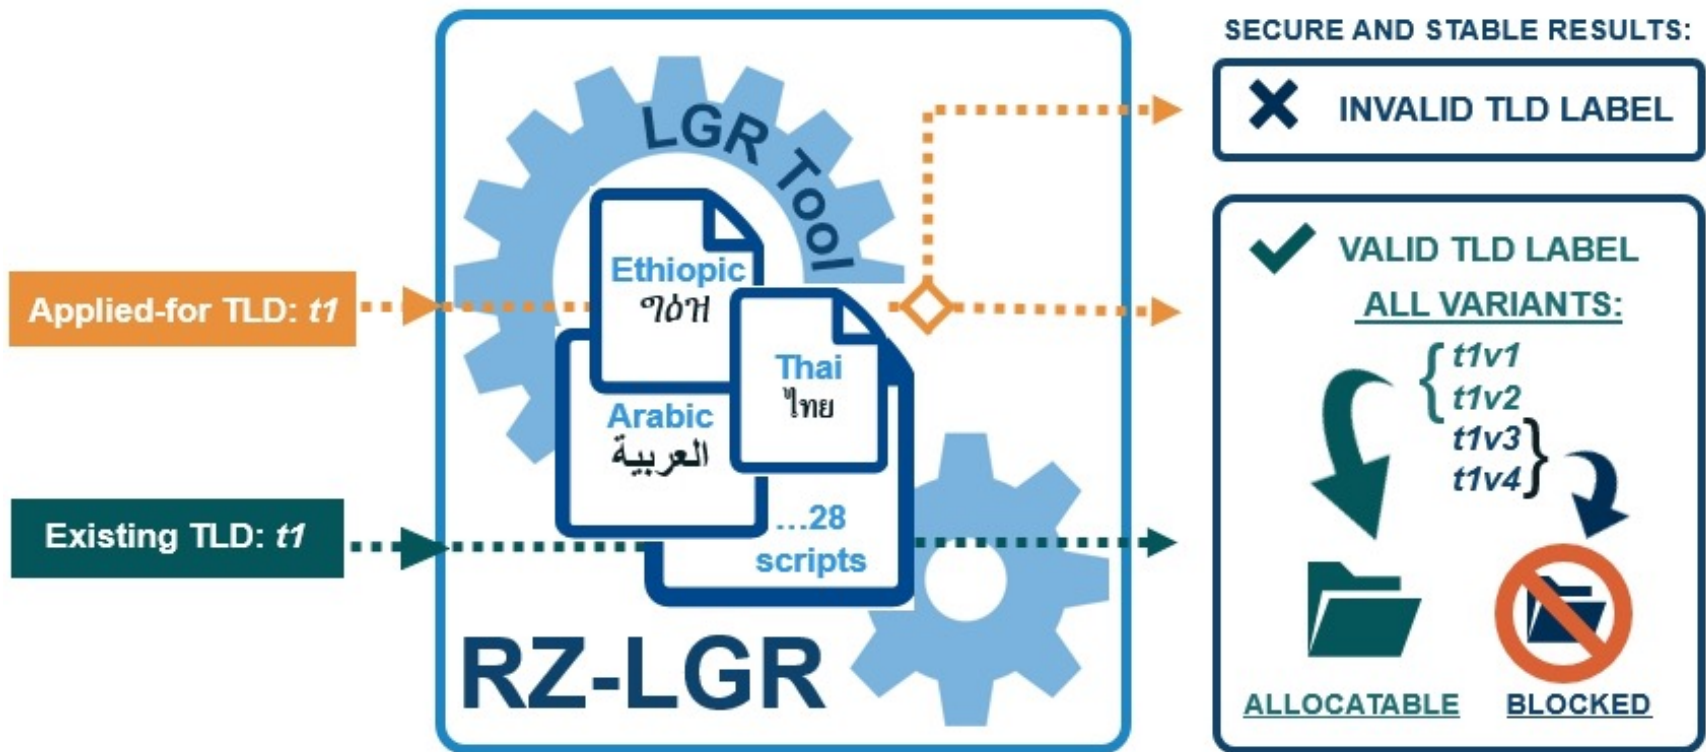 Applied-for TLD: t1
Existing TLD: t1
LGR Tool
Ethiopic
ግዕዝ
Thai
ไทย
Arabic
العربية
...28
scripts
RZ-LGR
SECURE AND STABLE RESULTS:
INVALID TLD LABEL
VALID TLD LABEL
ALL VARIANTS:
t1v1
t1v2
t1v3
t1v4
ALLOCATABLE
BLOCKED